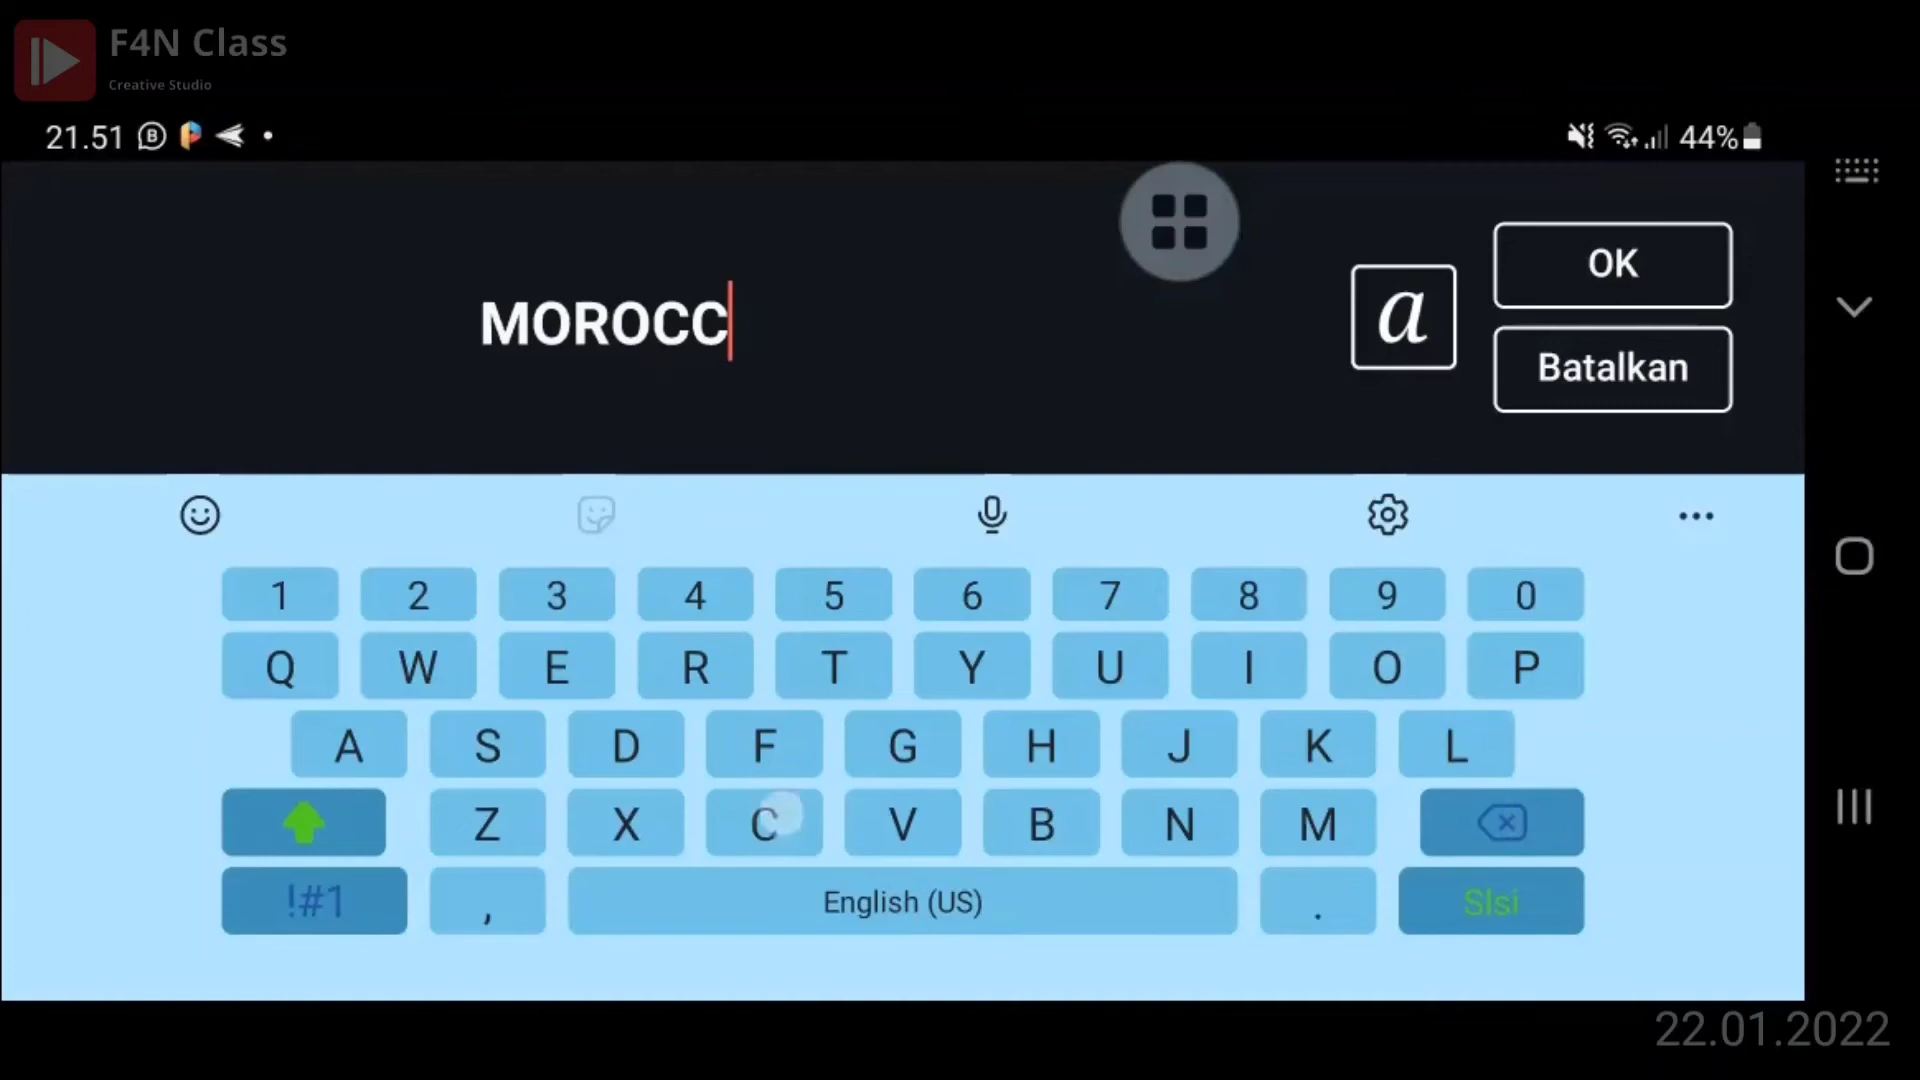 F4N Class
Creative Studio
21.51
44%
MOROCC
a
OK
Batalkan
1 2 3 4 5 6 7 8 9 0
Q W E R T Y U I O P
A S D F G H J K L
Z X C V B N M
!#1 , English (US) . SIsi
22.01.2022